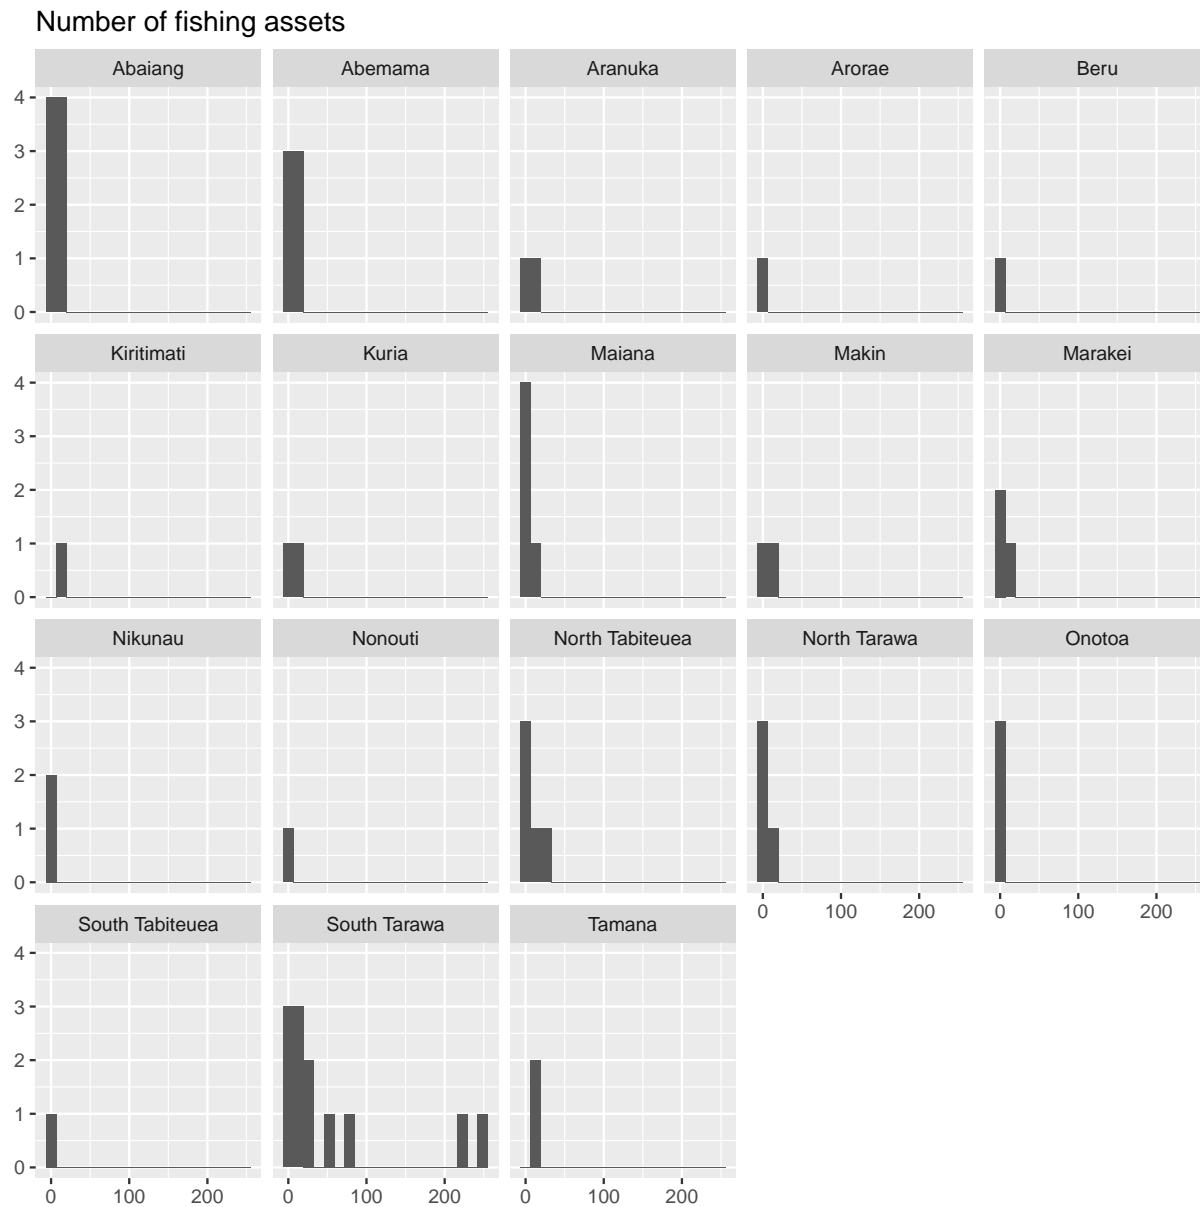 Number of fishing assets
Abaiang Abemama Aranuka Arorae Beru
4
3
2
1
0
Kiritimati Kuria Maiana Makin Marakei
4
3
2
1
0
Nikunau Nonouti North Tabiteuea North Tarawa Onotoa
4
3
2
1
0
0 100 200 0 100 200
South Tabiteuea South Tarawa Tamana
4
3
2
1
0
0 100 200 0 100 200 0 100 200